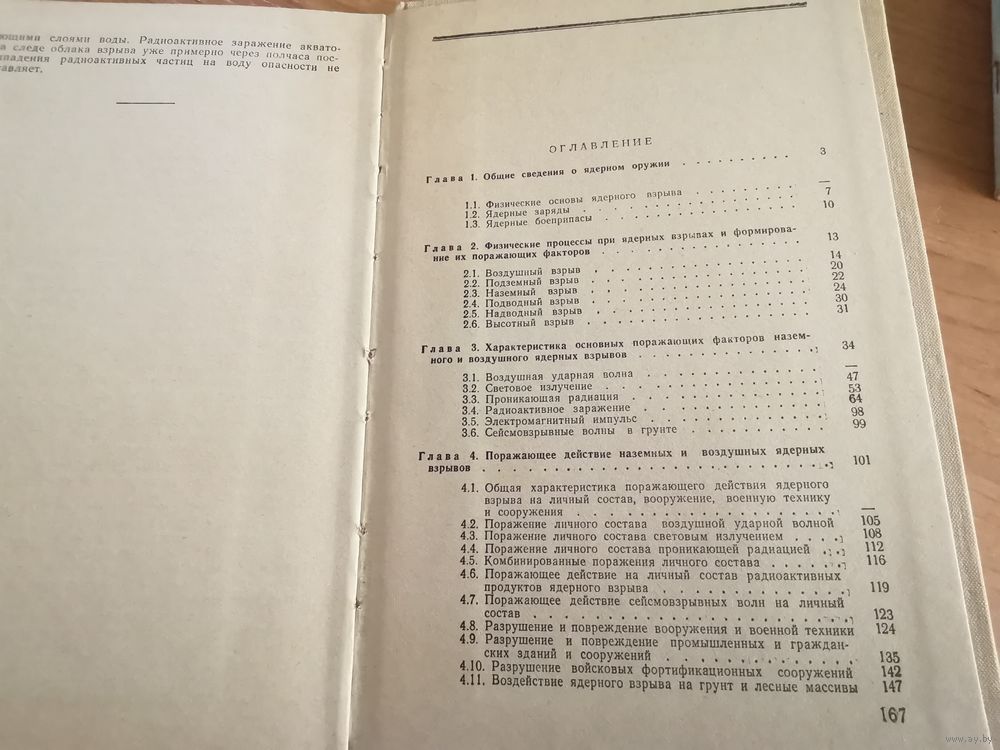 ющими слоями воды. Радиоактивное заражение аквато-
а следе облака взрыва уже примерно через полчаса пос-
ыпадения радиоактивных частиц на воду опасности не
тавляет.
ОГЛАВЛЕНИЕ
Глава 1. Общие сведения о ядерном оружии . . . . . . . . . . 3
1.1. Физические основы ядерного взрыва . . . . . . . . —
1.2. Ядерные заряды . . . . . . . . . . . . . 7
1.3. Ядерные боеприпасы . . . . . . . . . . . . 10
Глава 2. Физические процессы при ядерных взрывах и формирова-
ние их поражающих факторов . . . . . . . . . . . . 13
2.1. Воздушный взрыв . . . . . . . . . . . . 14
2.2. Подземный взрыв . . . . . . . . . . . . 20
2.3. Наземный взрыв . . . . . . . . . . . . 22
2.4. Подводный взрыв . . . . . . . . . . . . 24
2.5. Надводный взрыв . . . . . . . . . . . . 30
2.6. Высотный взрыв . . . . . . . . . . . . 31
Глава 3. Характеристика основных поражающих факторов назем-
ного и воздушного ядерных взрывов . . . . . . . . . . 34
3.1. Воздушная ударная волна . . . . . . . . . . —
3.2. Световое излучение . . . . . . . . . . . . 47
3.3. Проникающая радиация . . . . . . . . . . . 53
3.4. Радиоактивное заражение . . . . . . . . . . 64
3.5. Электромагнитный импульс . . . . . . . . . . 98
3.6. Сейсмовзрывные волны в грунте . . . . . . . . 99
Глава 4. Поражающее действие наземных и воздушных ядерных
взрывов . . . . . . . . . . . . . . . . . . 101
4.1. Общая характеристика поражающего действия ядерного
взрыва на личный состав, вооружение, военную технику
и сооружения . . . . . . . . . . . . . . —
4.2. Поражение личного состава воздушной ударной волной 105
4.3. Поражение личного состава световым излучением . . . . 108
4.4. Поражение личного состава проникающей радиацией . . . 112
4.5. Комбинированные поражения личного состава . . . . . . 116
4.6. Поражающее действие на личный состав радиоактивных
продуктов ядерного взрыва . . . . . . . . . . 119
4.7. Поражающее действие сейсмовзрывных волн на личный
состав . . . . . . . . . . . . . . . . 123
4.8. Разрушение и повреждение вооружения и военной техники 124
4.9. Разрушение и повреждение промышленных и граждан-
ских зданий и сооружений . . . . . . . . . . 135
4.10. Разрушение войсковых фортификационных сооружений 142
4.11. Воздействие ядерного взрыва на грунт и лесные массивы 147
167
www.ay.by